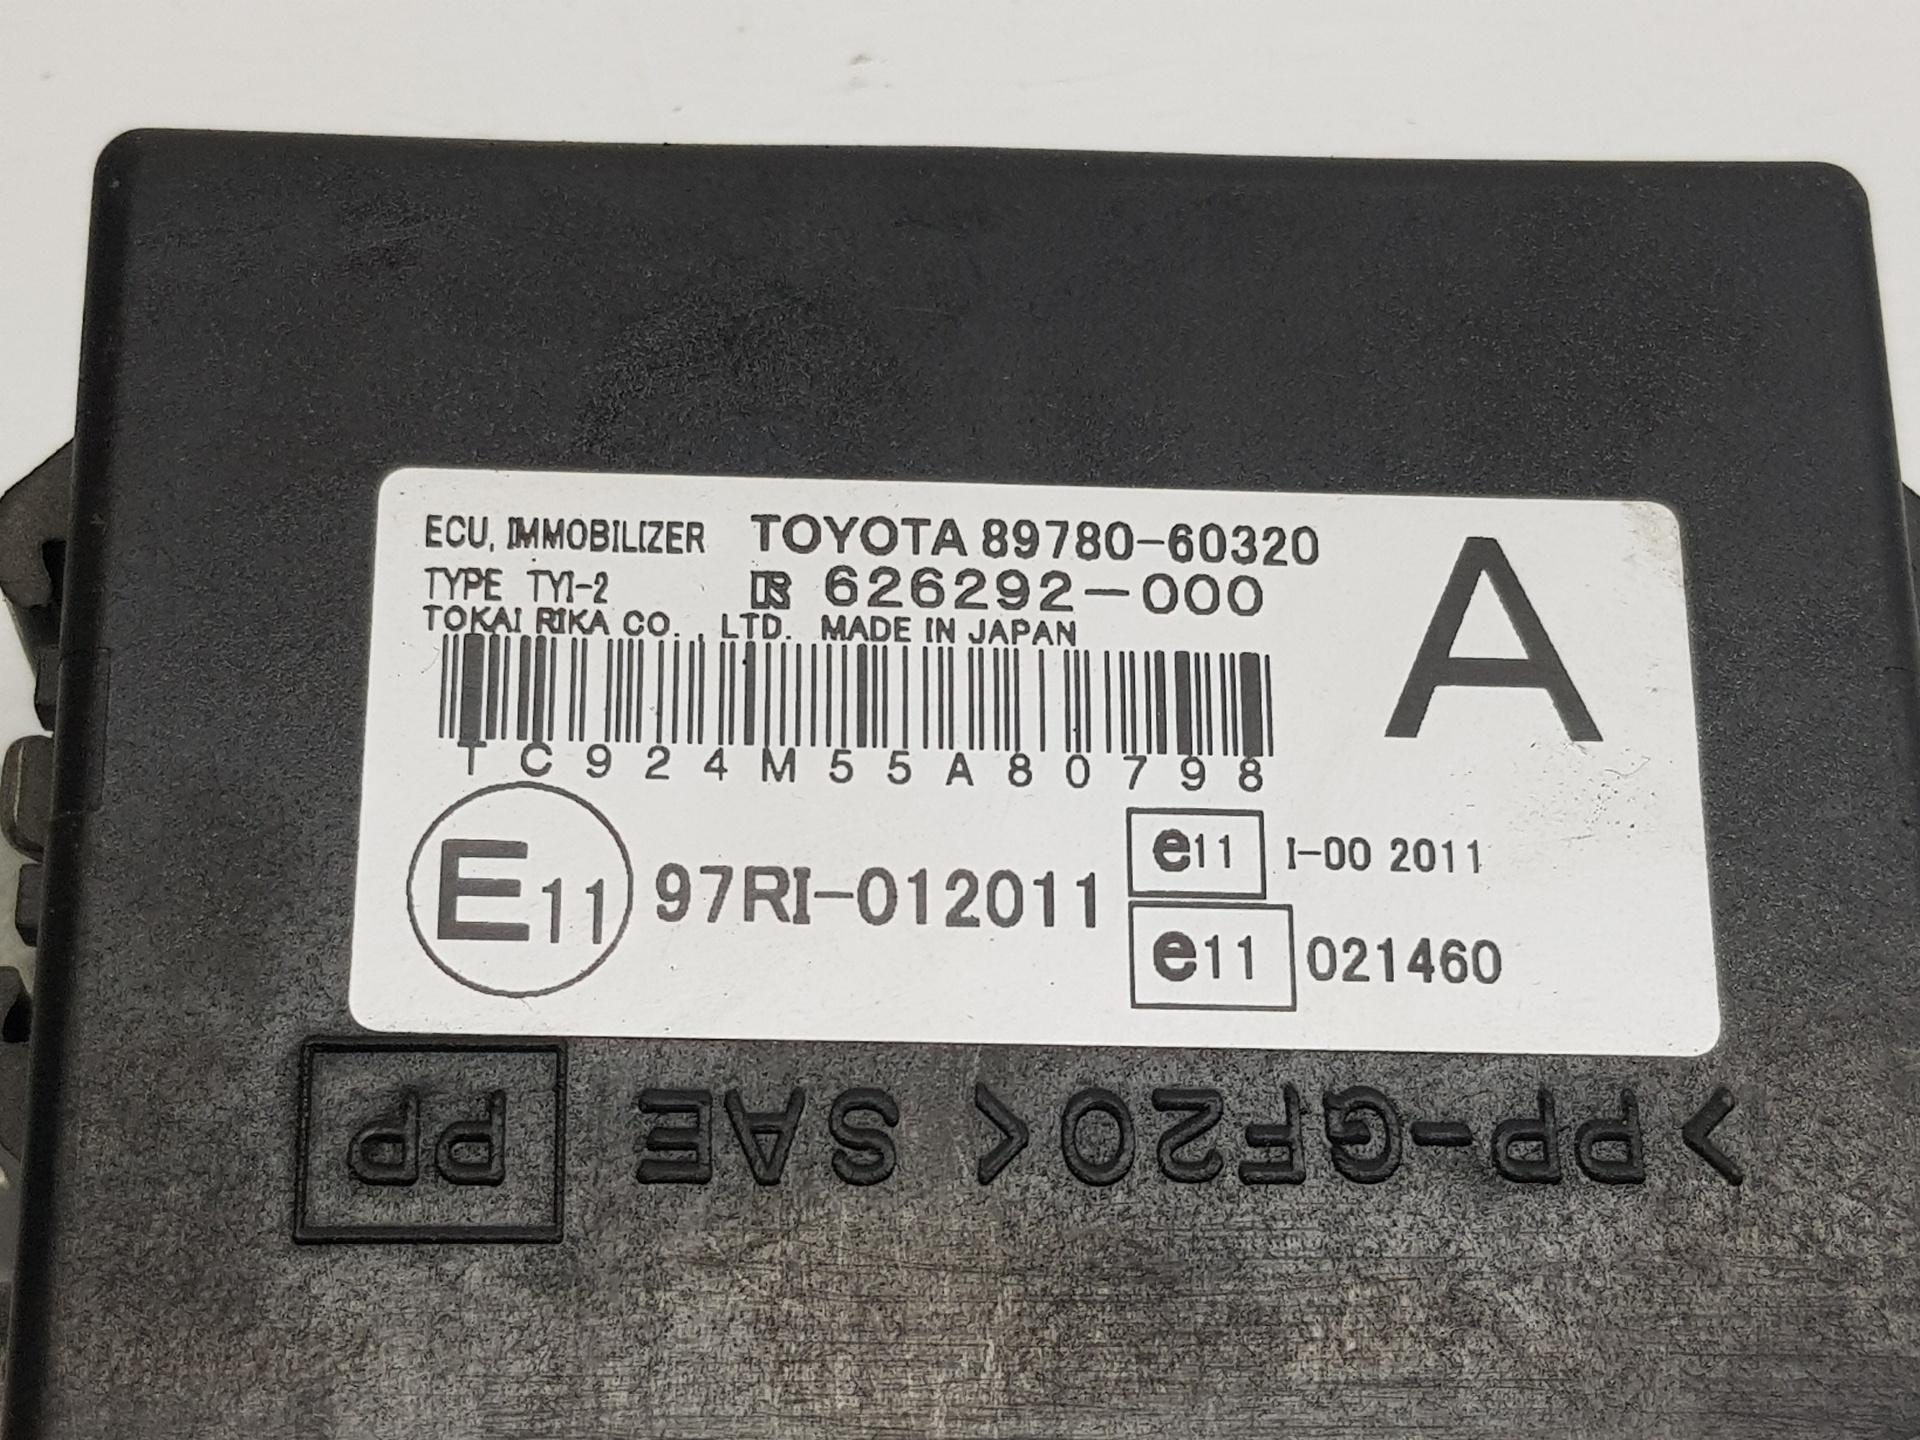 ECU, IMMOBILIZER TOYOTA 89780-60320
TYPE TYI-2 626292-000
TOKAI RIKA CO., LTD. MADE IN JAPAN
A
TC924M55A80798
E11 97RI-012011
e11 I-00 2011
e11 021460
>PP-GF20< SAE PP